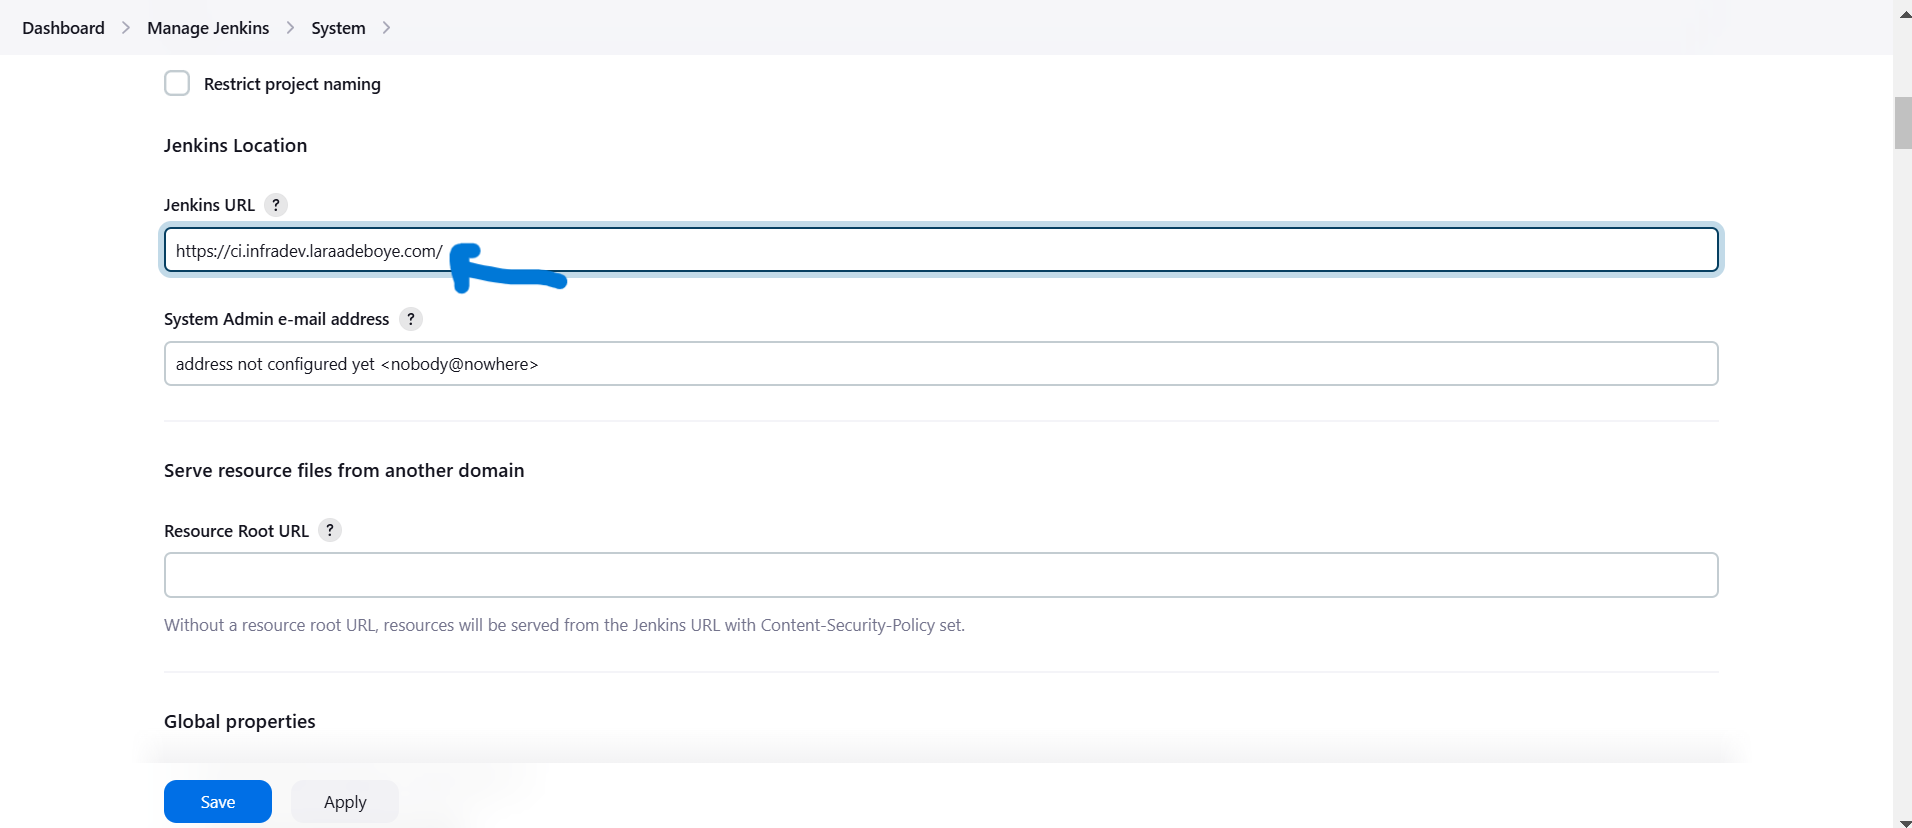 Dashboard > Manage Jenkins > System >
Restrict project naming
Jenkins Location
Jenkins URL ?
https://ci.infradev.laraadeboye.com/
System Admin e-mail address ?
address not configured yet <nobody@nowhere>
Serve resource files from another domain
Resource Root URL ?
Without a resource root URL, resources will be served from the Jenkins URL with Content-Security-Policy set.
Global properties
Save Apply